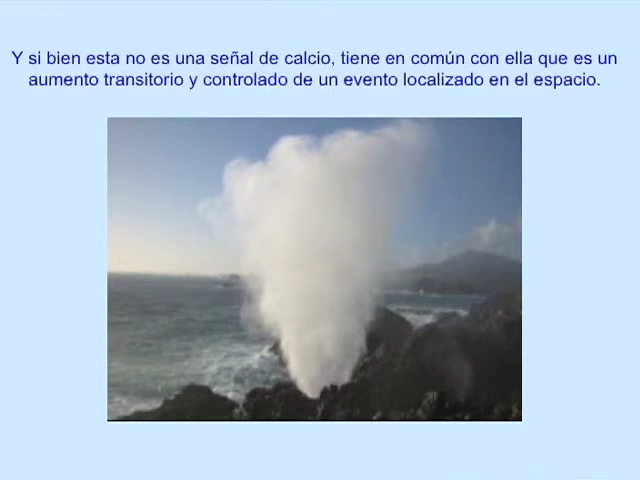 Y si bien esta no es una señal de calcio, tiene en común con ella que es un
aumento transitorio y controlado de un evento localizado en el espacio.